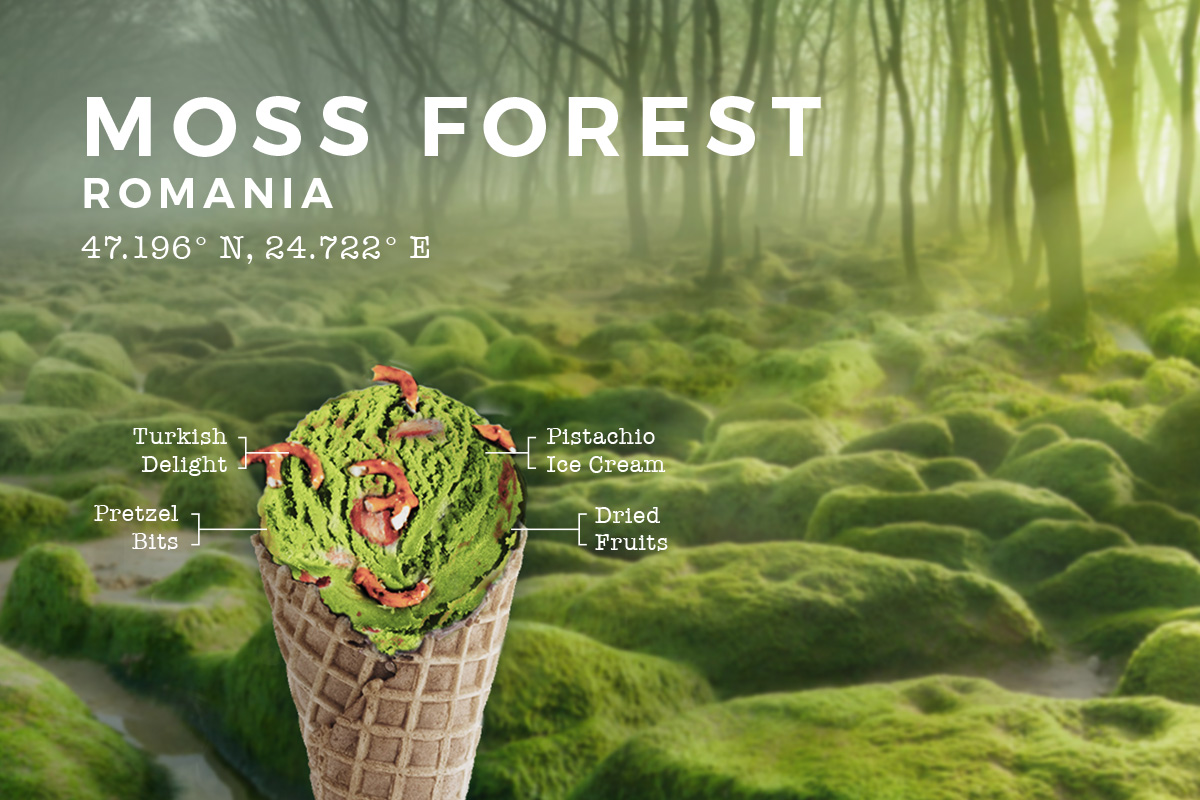 MOSS FOREST
ROMANIA
47.196° N, 24.722° E
Turkish
Delight
Pistachio
Ice Cream
Pretzel
Bits
Dried
Fruits